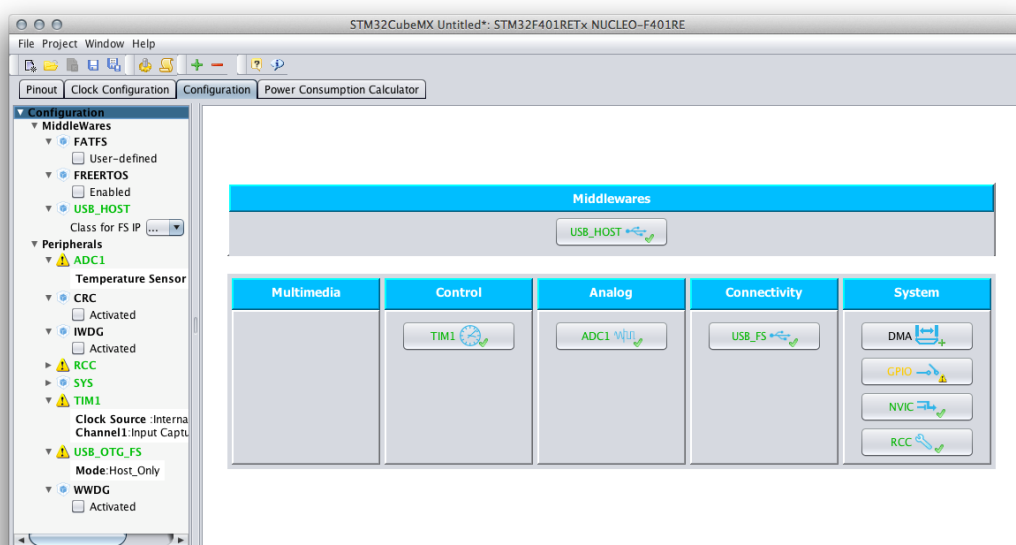 STM32CubeMX Untitled*: STM32F401RETx NUCLEO-F401RE
File Project Window Help
Pinout Clock Configuration Configuration Power Consumption Calculator
Configuration
MiddleWares
FATFS
User-defined
FREERTOS
Enabled
USB_HOST
Class for FS IP ...
Peripherals
ADC1
Temperature Sensor
CRC
Activated
IWDG
Activated
RCC
SYS
TIM1
Clock Source :Interna
Channel1:Input Captu
USB_OTG_FS
Mode:Host_Only
WWDG
Activated
Middlewares
USB_HOST
Multimedia Control Analog Connectivity System
TIM1 ADC1 USB_FS DMA
GPIO
NVIC
RCC